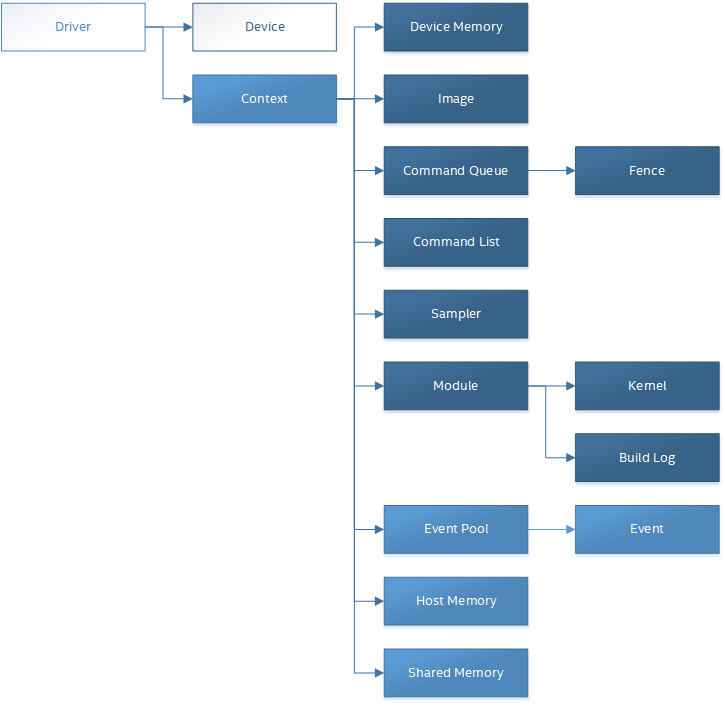 Driver
Device
Device Memory
Context
Image
Command Queue
Fence
Command List
Sampler
Module
Kernel
Build Log
Event Pool
Event
Host Memory
Shared Memory